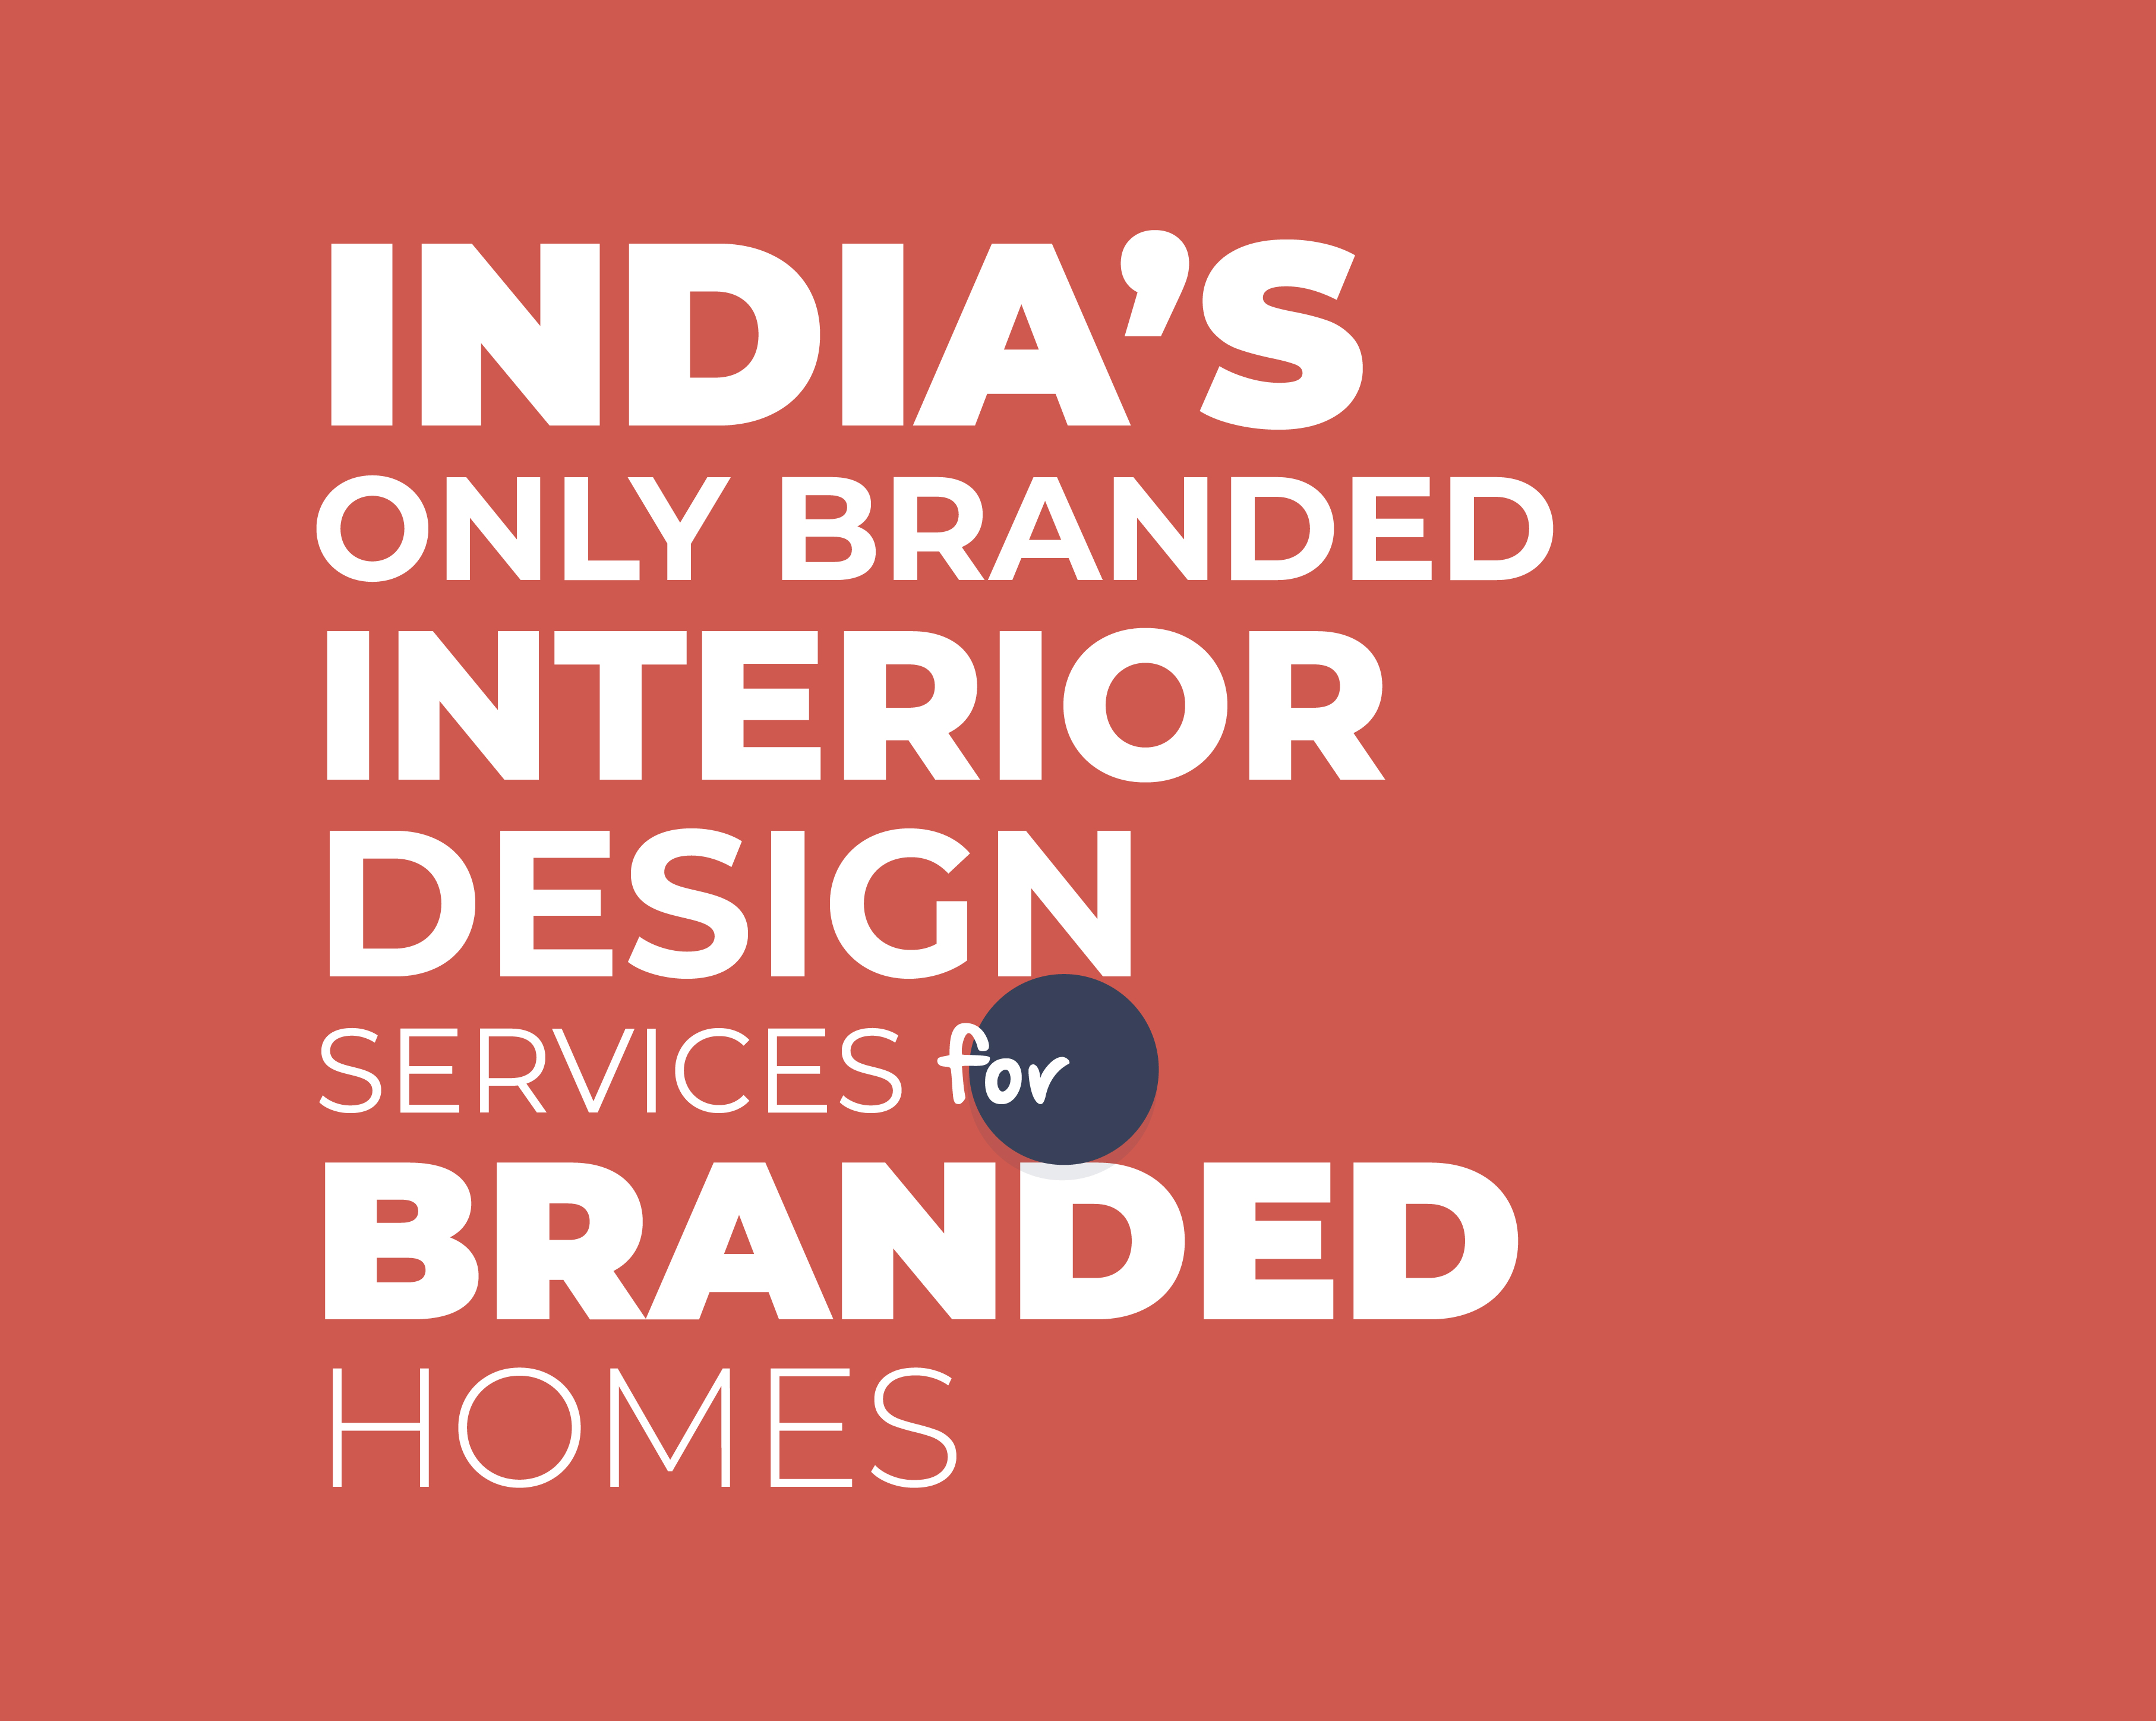 INDIA’S
ONLY BRANDED
INTERIOR
DESIGN
SERVICES for
BRANDED
HOMES